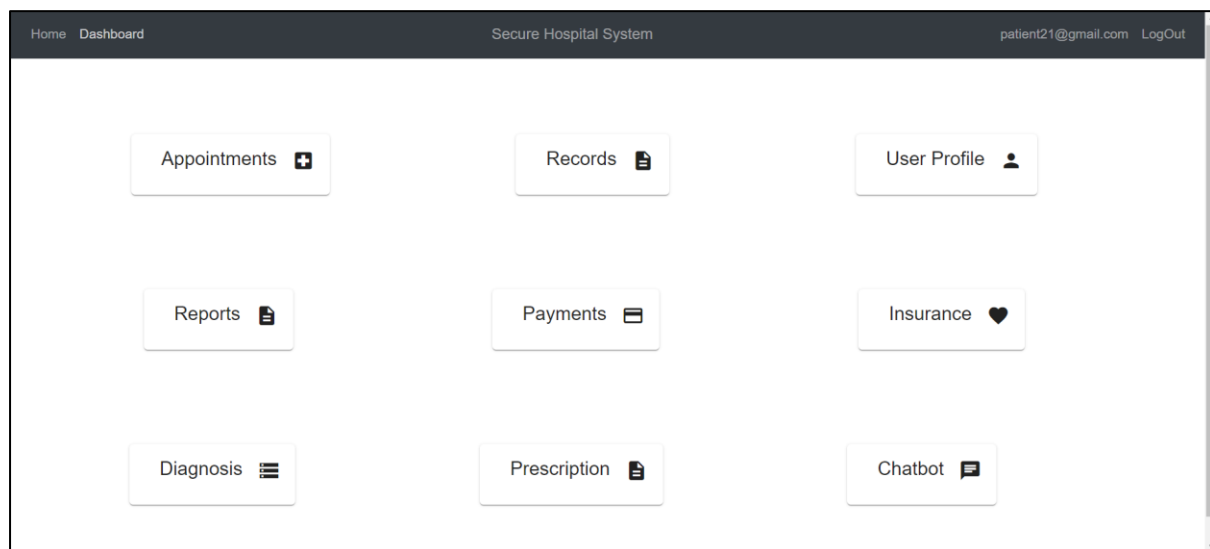 Home Dashboard Secure Hospital System patient21@gmail.com LogOut
Appointments Records User Profile
Reports Payments Insurance
Diagnosis Prescription Chatbot